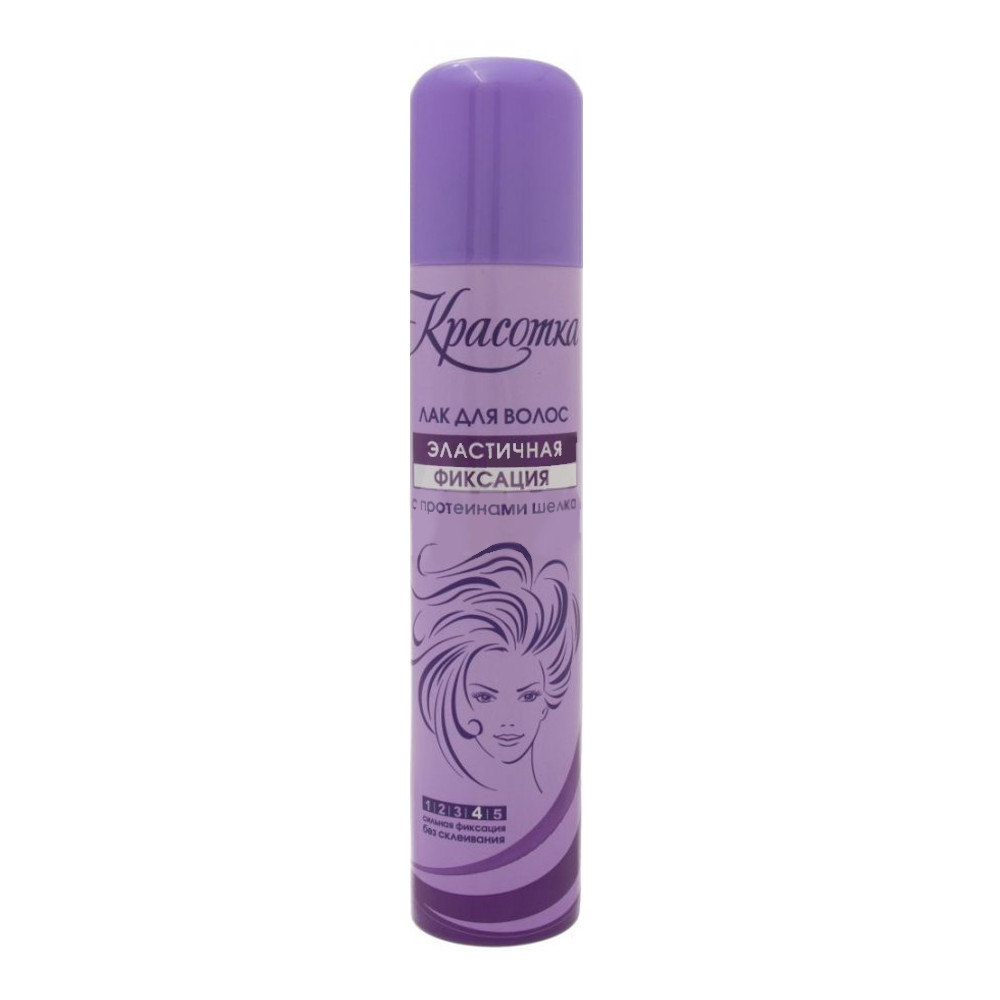 Красотка
ЛАК ДЛЯ ВОЛОС
ЭЛАСТИЧНАЯ
ФИКСАЦИЯ
с протеинами шелка
1|2|3|4|5
сильная фиксация
без склеивания